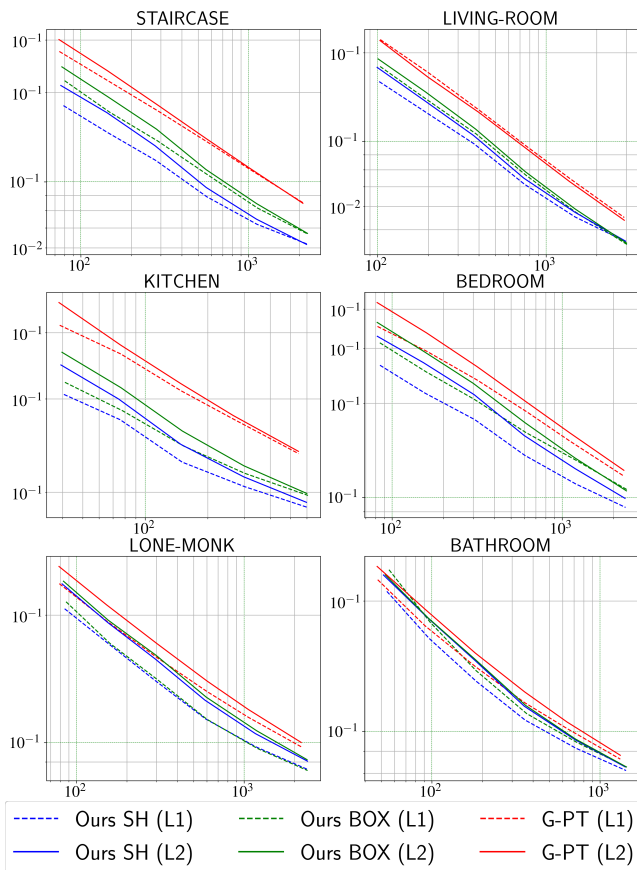 STAIRCASE
LIVING-ROOM
10⁻¹
10⁻¹
10⁻¹
10⁻²
10²
10³
10⁻¹
10⁻¹
10⁻²
10²
10³
KITCHEN
BEDROOM
10⁻¹
10⁻¹
10⁻¹
10²
10⁻¹
10⁻¹
10⁻¹
10⁻¹
10²
10³
LONE-MONK
BATHROOM
10⁻¹
10⁻¹
10²
10³
10⁻¹
10⁻¹
10²
10³
Ours SH (L1)
Ours BOX (L1)
G-PT (L1)
Ours SH (L2)
Ours BOX (L2)
G-PT (L2)